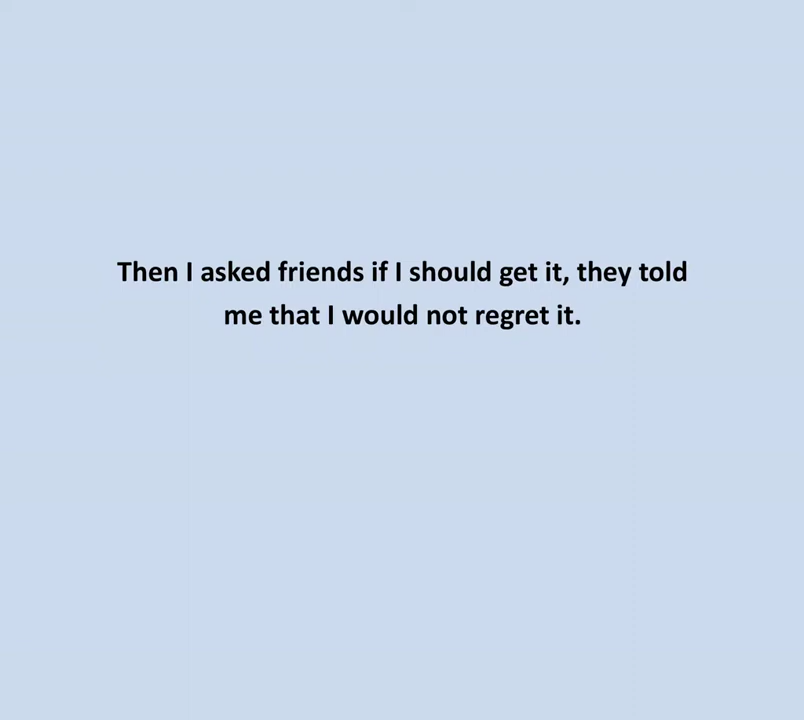 Then I asked friends if I should get it, they told
me that I would not regret it.